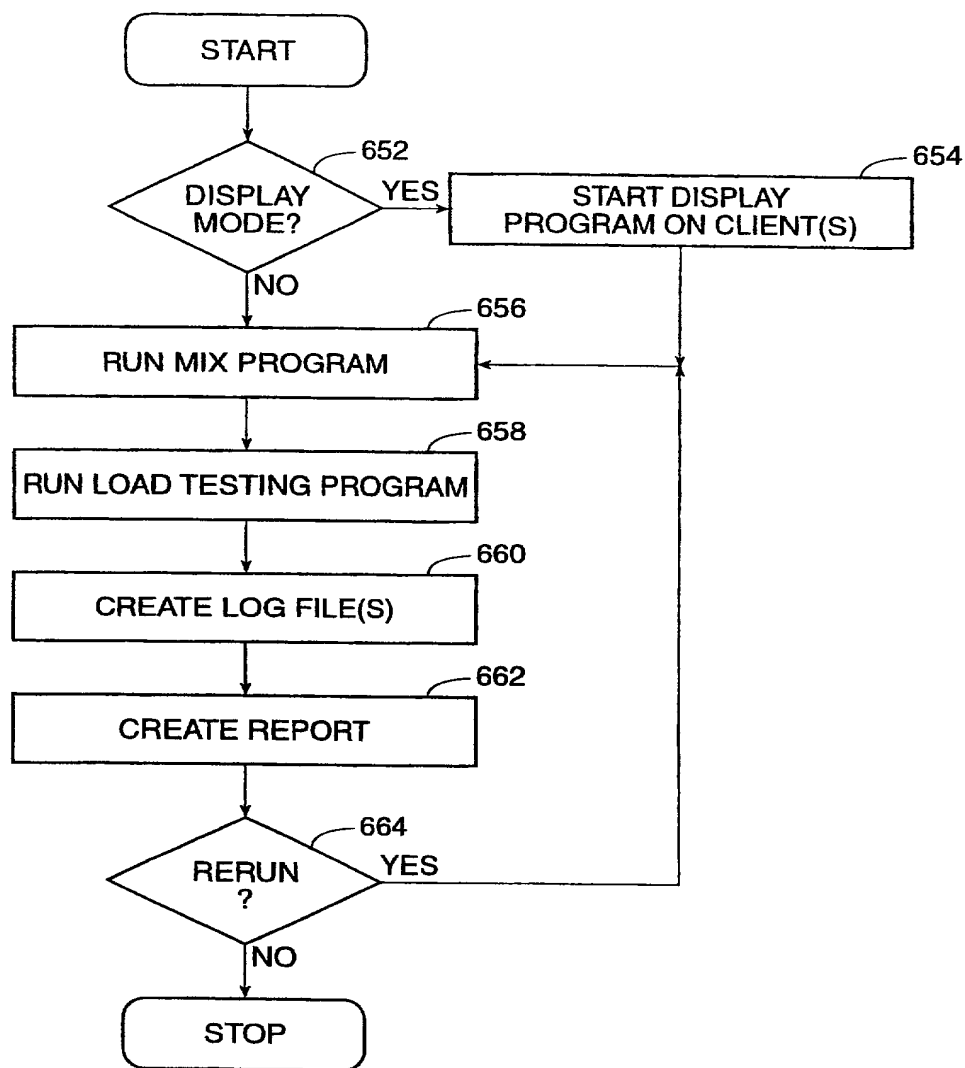 START
652
DISPLAY
MODE?
YES
654
START DISPLAY
PROGRAM ON CLIENT(S)
NO
656
RUN MIX PROGRAM
658
RUN LOAD TESTING PROGRAM
660
CREATE LOG FILE(S)
662
CREATE REPORT
664
RERUN
?
YES
NO
STOP